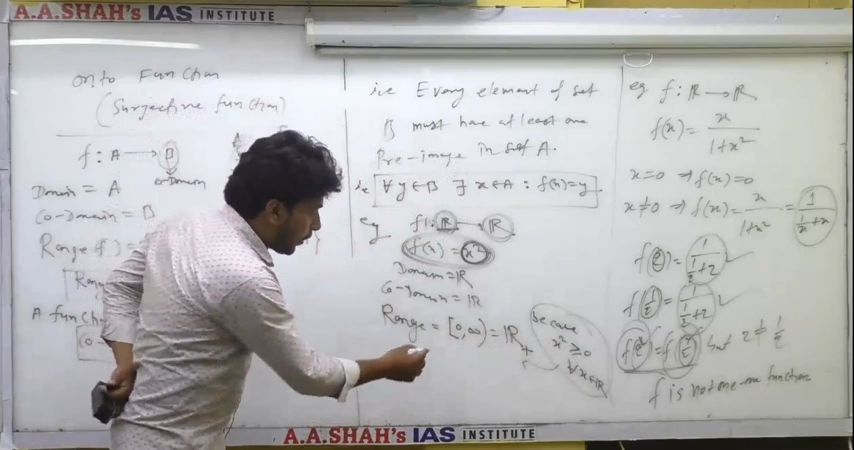 A.A.SHAH's IAS INSTITUTE
A.A.SHAH's IAS
onto Function
(Surjective function)
f : A → B
co-Domain
Domain = A
Co-Domain = B
Range f
A func
i.e Every element of set
B must have at least one
Pre-image in set A.
ie ∀ y ∈ B ∃ x ∈ A : f(x) = y.
eg f : ℝ → ℝ
f(x) = x²
Domain = ℝ
Co-Domain = ℝ
Range = [0, ∞) = ℝ₊
because
x² ≥ 0
∀ x ∈ ℝ
eg f : ℝ → ℝ
f(x) = x / 1+x²
x = 0 ⇒ f(x) = 0
x ≠ 0 ⇒ f(x) = x / 1+x² = 1 / (1/x + x)
f(2) = 1 / (1/2 + 2)
f(1/2) = 1 / (1/2 + 2)
f(2) = f(1/2) but 2 ≠ 1/2
f is not one-one function
A.A.SHAH's IAS INSTITUTE